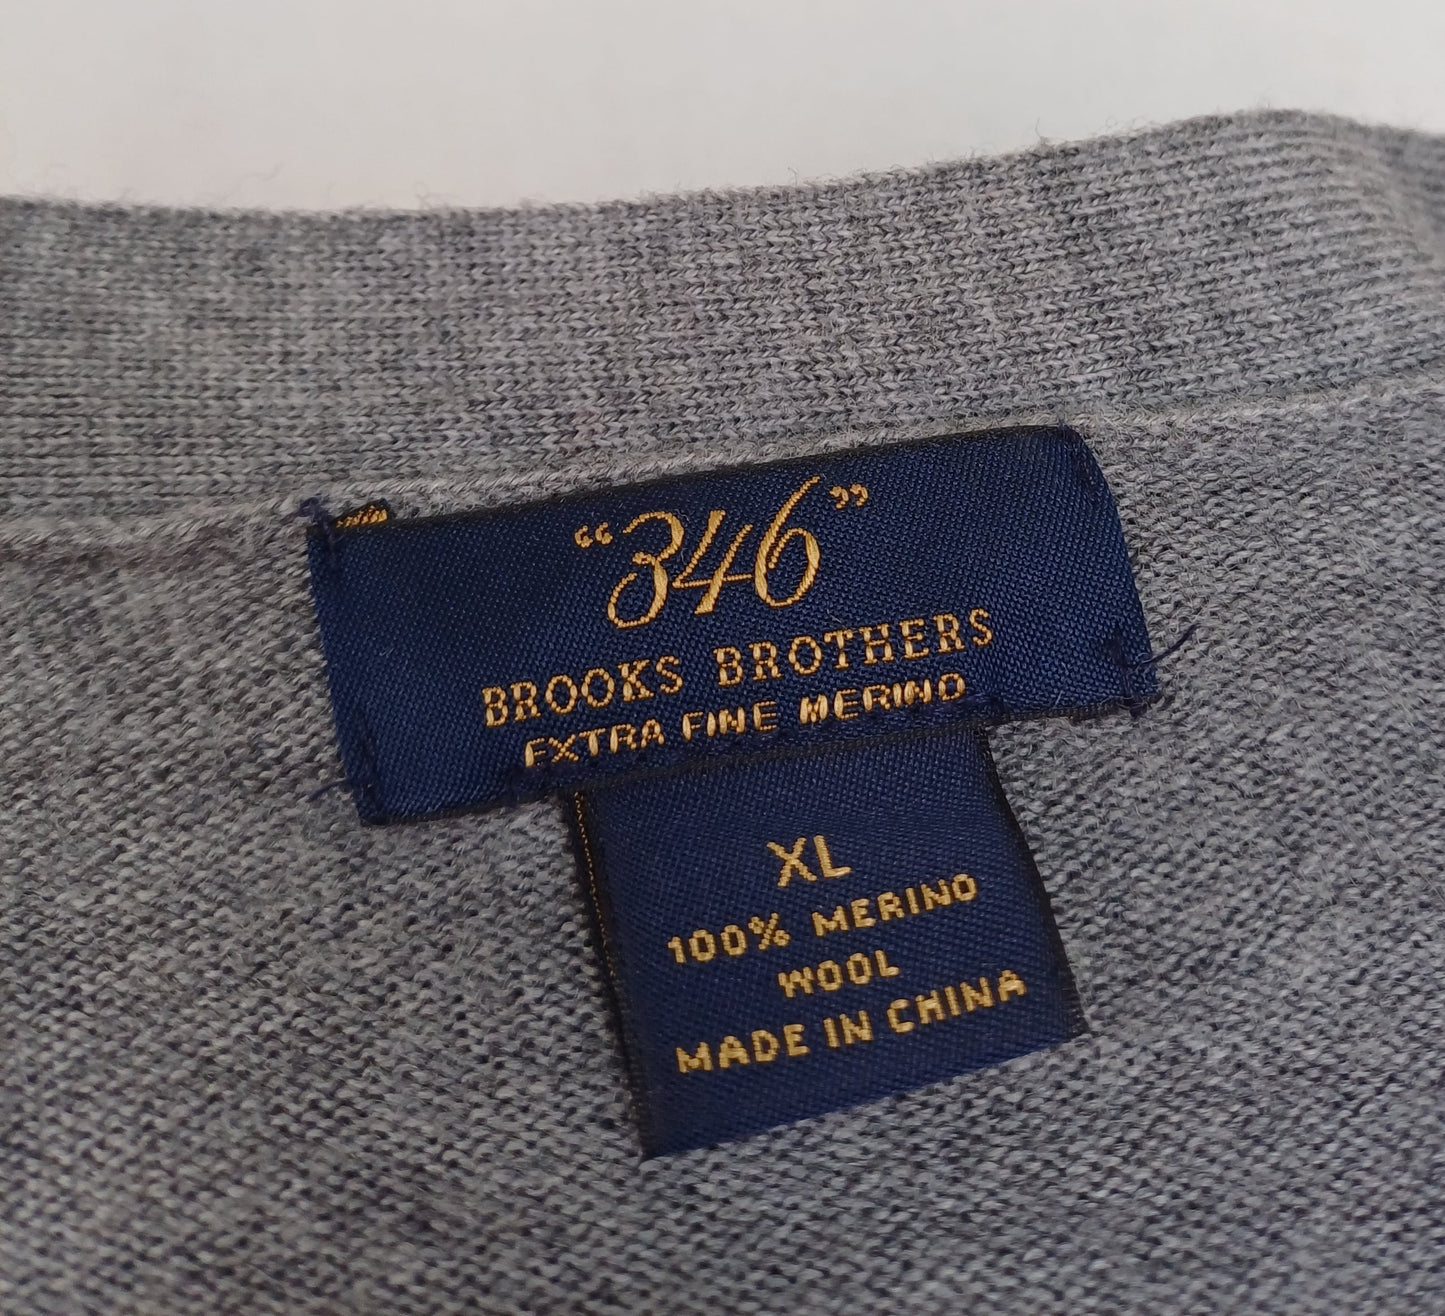 “346”
BROOKS BROTHERS
EXTRA FINE MERINO
XL
100% MERINO
WOOL
MADE IN CHINA